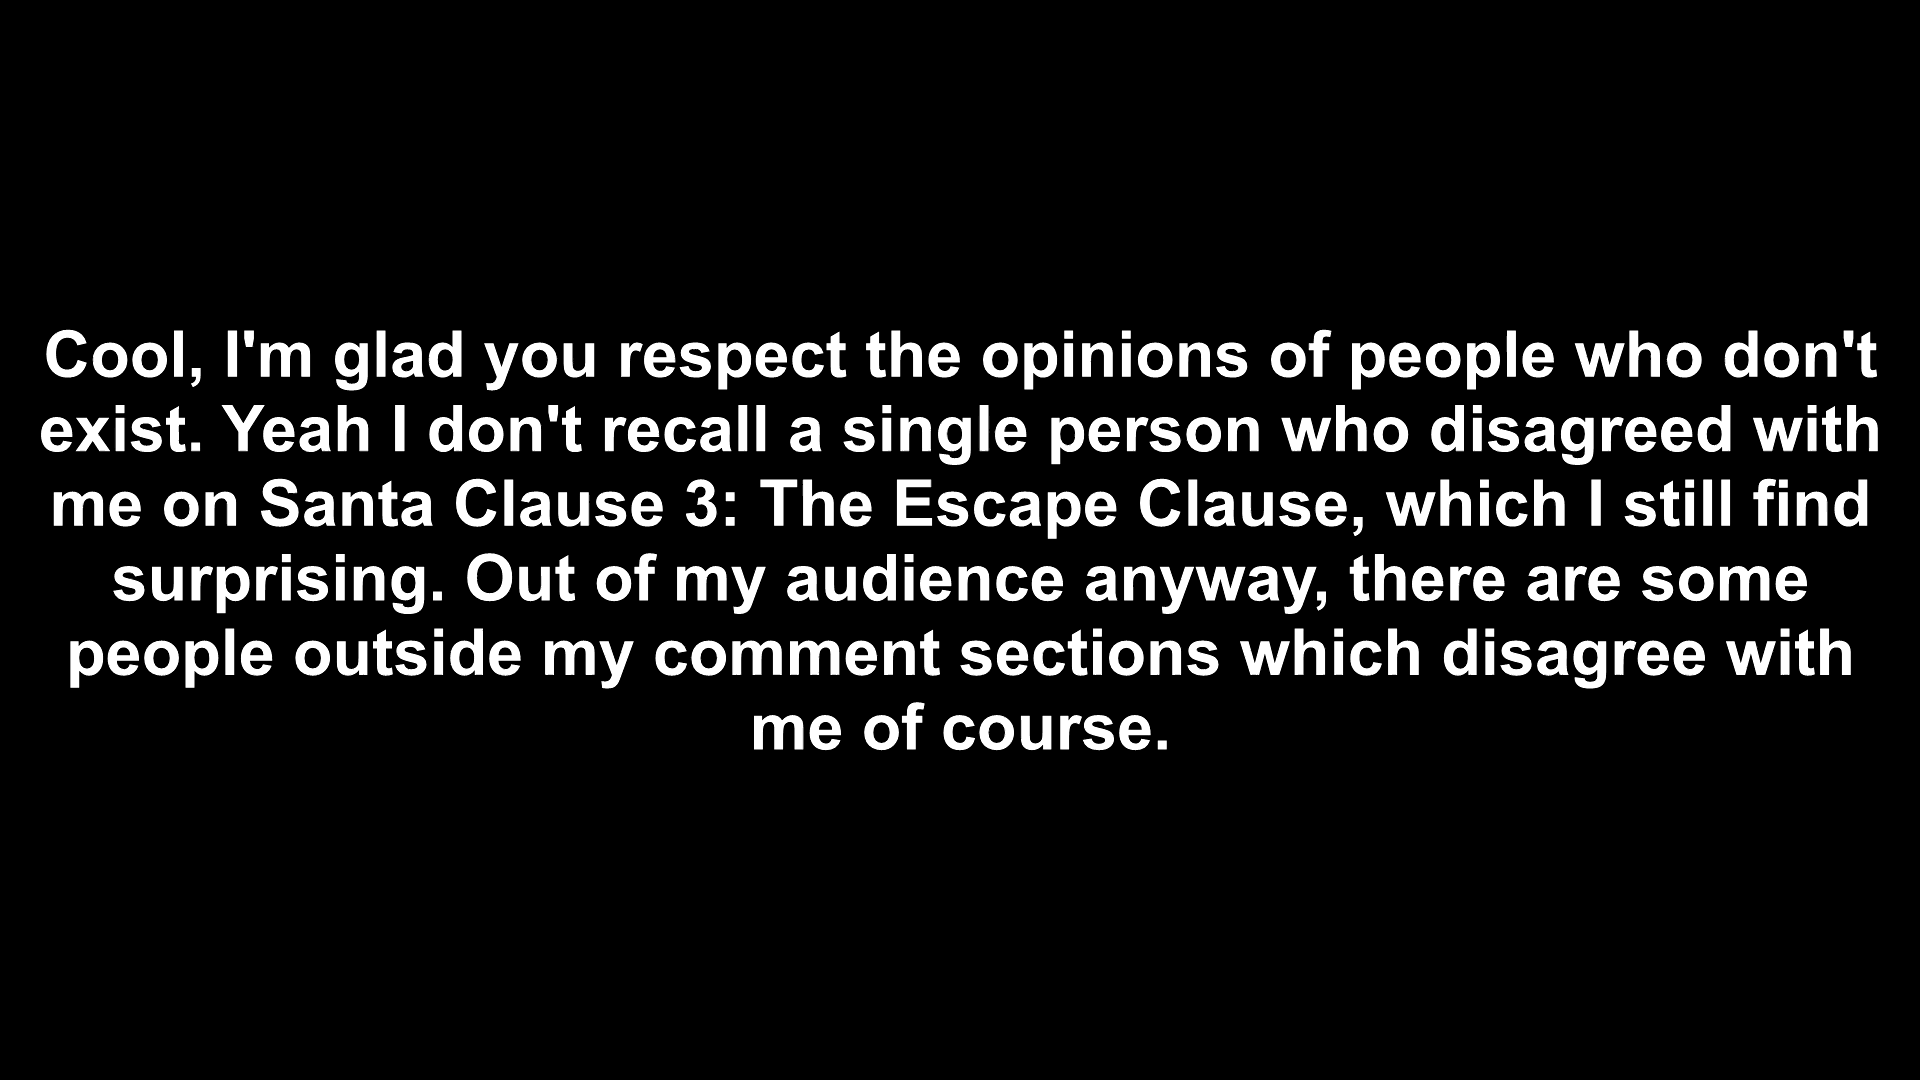 Cool, I'm glad you respect the opinions of people who don't
exist. Yeah I don't recall a single person who disagreed with
me on Santa Clause 3: The Escape Clause, which I still find
surprising. Out of my audience anyway, there are some
people outside my comment sections which disagree with
me of course.